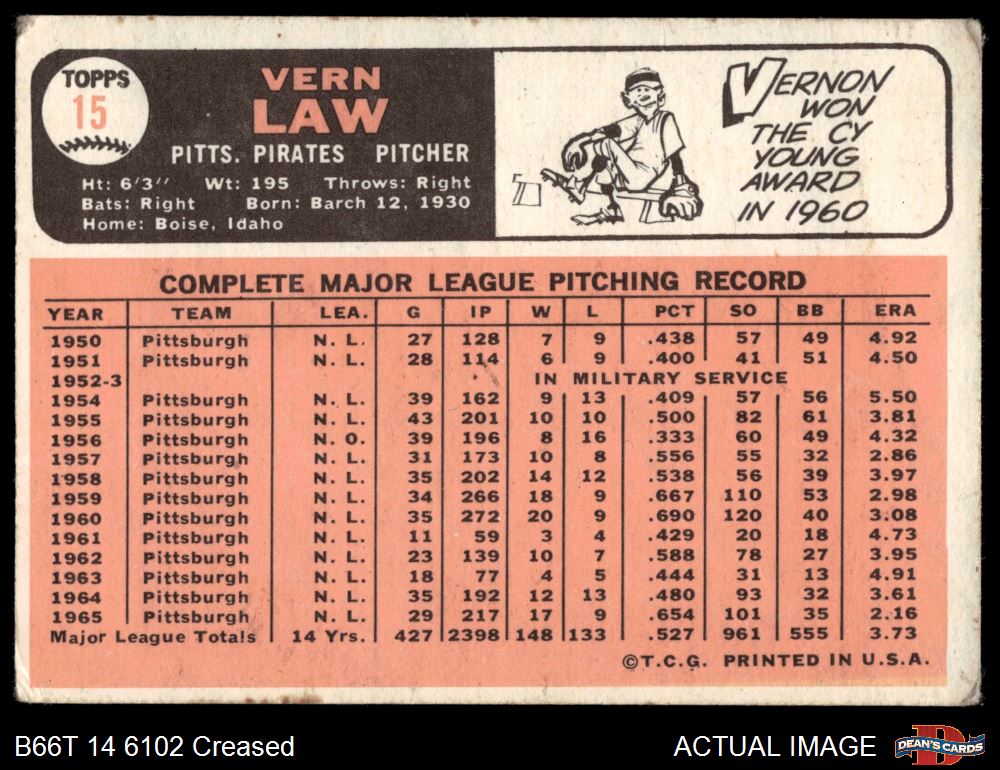 TOPPS
15
VERN
LAW
PITTS. PIRATES PITCHER
Ht: 6'3" Wt: 195 Throws: Right
Bats: Right Born: Barch 12, 1930
Home: Boise, Idaho
VERNON
WON
THE CY
YOUNG
AWARD
IN 1960
COMPLETE MAJOR LEAGUE PITCHING RECORD
YEAR TEAM LEA. G IP W L PCT SO BB ERA
1950 Pittsburgh N. L. 27 128 7 9 .438 57 49 4.92
1951 Pittsburgh N. L. 28 114 6 9 .400 41 51 4.50
1952-3 IN MILITARY SERVICE
1954 Pittsburgh N. L. 39 162 9 13 .409 57 56 5.50
1955 Pittsburgh N. L. 43 201 10 10 .500 82 61 3.81
1956 Pittsburgh N. O. 39 196 8 16 .333 60 49 4.32
1957 Pittsburgh N. L. 31 173 10 8 .556 55 32 2.86
1958 Pittsburgh N. L. 35 202 14 12 .538 56 39 3.97
1959 Pittsburgh N. L. 34 266 18 9 .667 110 53 2.98
1960 Pittsburgh N. L. 35 272 20 9 .690 120 40 3.08
1961 Pittsburgh N. L. 11 59 3 4 .429 20 18 4.73
1962 Pittsburgh N. L. 23 139 10 7 .588 78 27 3.95
1963 Pittsburgh N. L. 18 77 4 5 .444 31 13 4.91
1964 Pittsburgh N. L. 35 192 12 13 .480 93 32 3.61
1965 Pittsburgh N. L. 29 217 17 9 .654 101 35 2.16
Major League Totals 14 Yrs. 427 2398 148 133 .527 961 555 3.73
©T.C.G. PRINTED IN U.S.A.
B66T 14 6102 Creased
ACTUAL IMAGE
D
DEAN'S CARDS